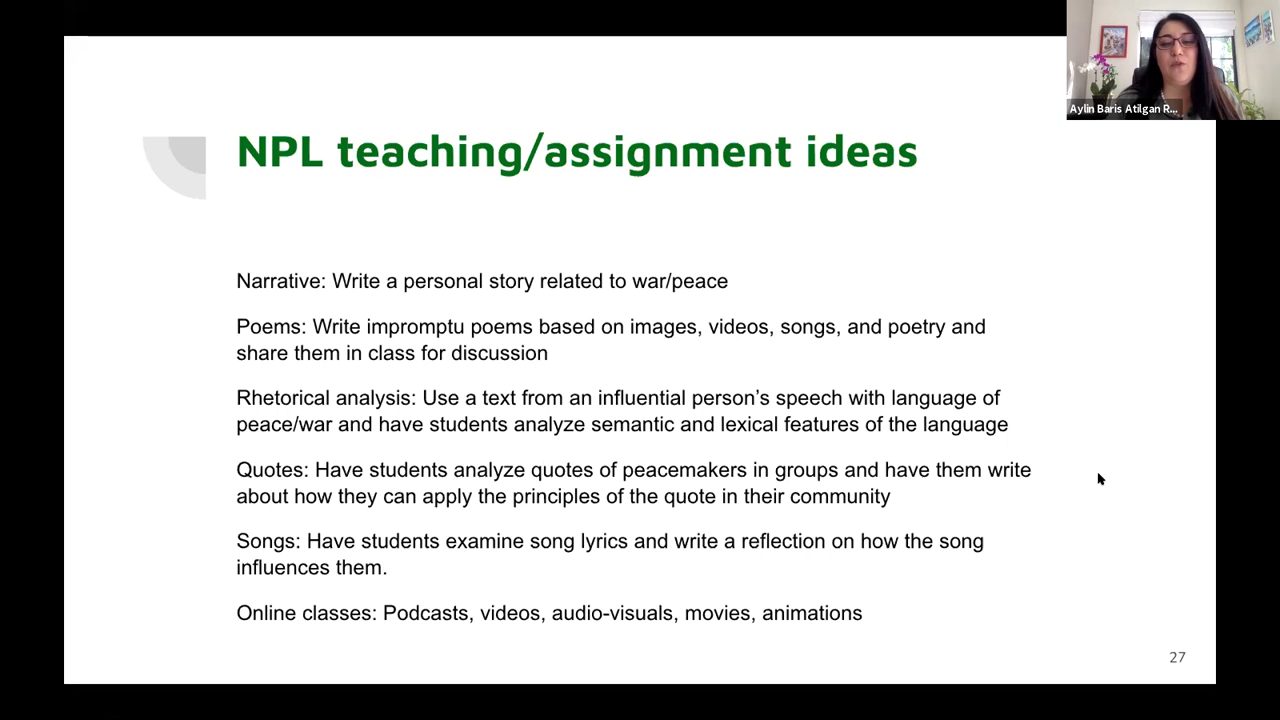 Aylin Baris Atilgan R...
NPL teaching/assignment ideas
Narrative: Write a personal story related to war/peace
Poems: Write impromptu poems based on images, videos, songs, and poetry and
share them in class for discussion
Rhetorical analysis: Use a text from an influential person’s speech with language of
peace/war and have students analyze semantic and lexical features of the language
Quotes: Have students analyze quotes of peacemakers in groups and have them write
about how they can apply the principles of the quote in their community
Songs: Have students examine song lyrics and write a reflection on how the song
influences them.
Online classes: Podcasts, videos, audio-visuals, movies, animations
27